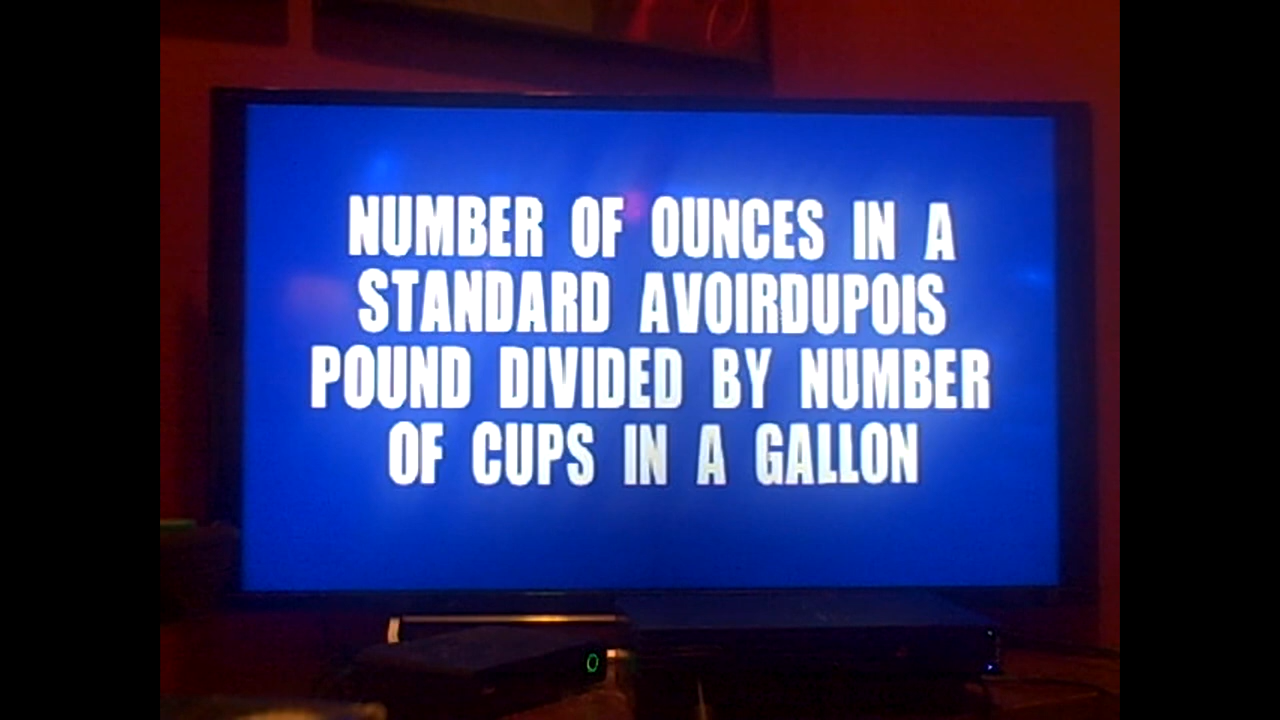 NUMBER OF OUNCES IN A
STANDARD AVOIRDUPOIS
POUND DIVIDED BY NUMBER
OF CUPS IN A GALLON